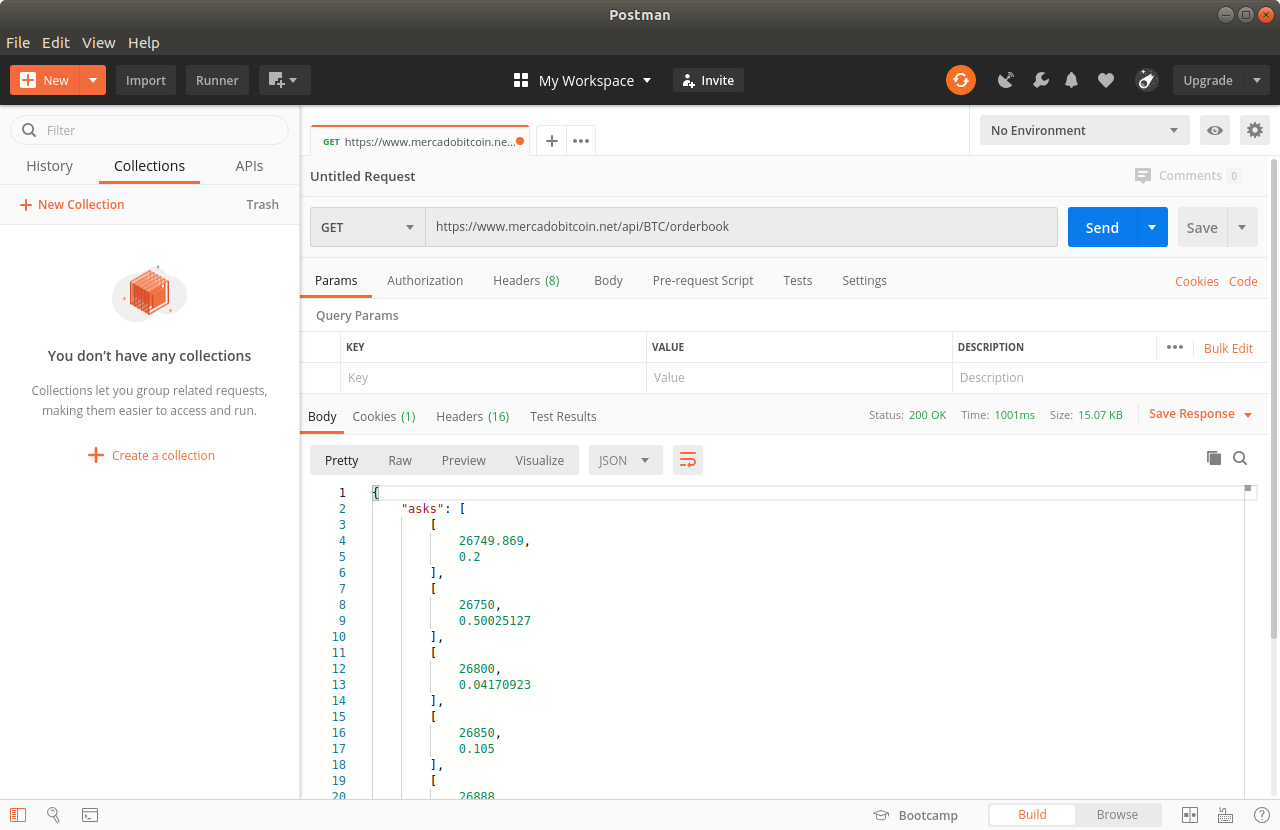 Postman
File Edit View Help
New Import Runner My Workspace Invite Upgrade
Filter
History Collections APIs
New Collection Trash
You don’t have any collections
Collections let you group related requests,
making them easier to access and run.
Create a collection
GET https://www.mercadobitcoin.ne... No Environment
Untitled Request Comments 0
GET https://www.mercadobitcoin.net/api/BTC/orderbook Send Save
Params Authorization Headers (8) Body Pre-request Script Tests Settings Cookies Code
Query Params
KEY VALUE DESCRIPTION Bulk Edit
Key Value Description
Body Cookies (1) Headers (16) Test Results Status: 200 OK Time: 1001ms Size: 15.07 KB Save Response
Pretty Raw Preview Visualize JSON
1 {
2 "asks": [
3 [
4 26749.869,
5 0.2
6 ],
7 [
8 26750,
9 0.50025127
10 ],
11 [
12 26800,
13 0.04170923
14 ],
15 [
16 26850,
17 0.105
18 ],
19 [
20 26888
Bootcamp Build Browse